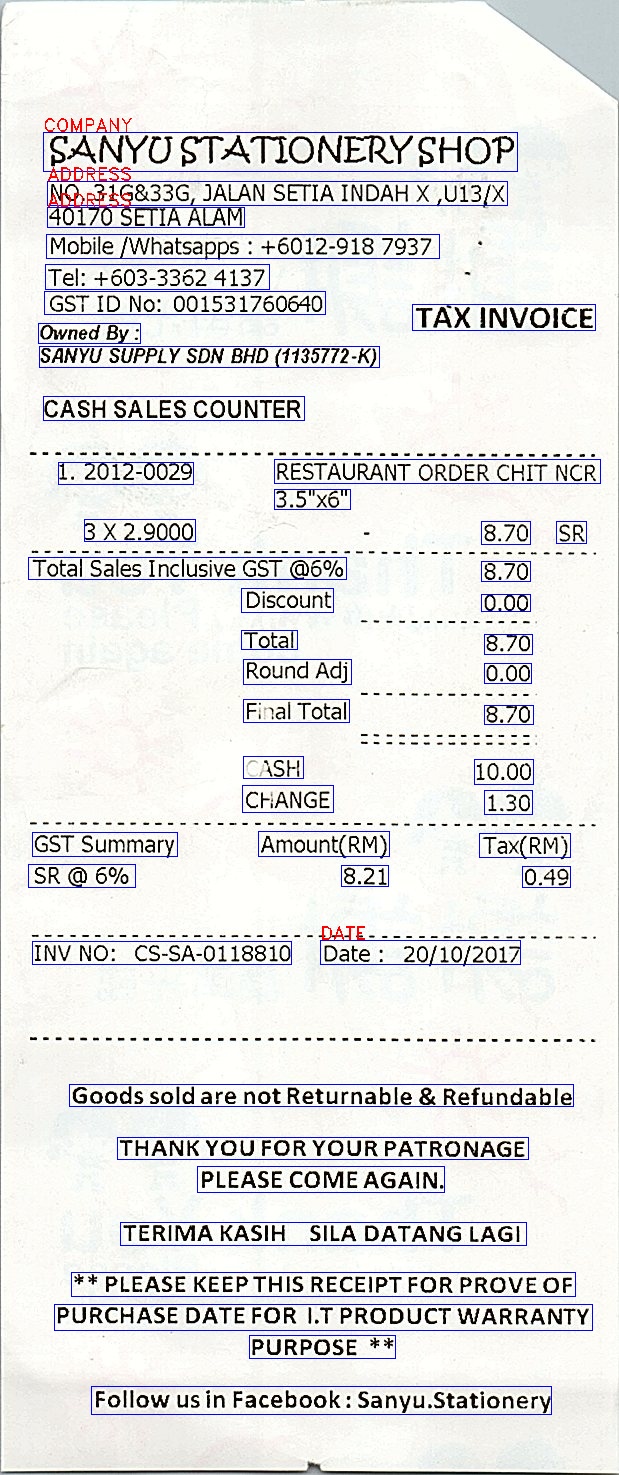 COMPANY
SANYU STATIONERY SHOP
ADDRESS
NO. 31G&33G, JALAN SETIA INDAH X ,U13/X
ADDRESS
40170 SETIA ALAM
Mobile /Whatsapps : +6012-918 7937
Tel: +603-3362 4137
GST ID No: 001531760640
TAX INVOICE
Owned By :
SANYU SUPPLY SDN BHD (1135772-K)
CASH SALES COUNTER
1. 2012-0029 RESTAURANT ORDER CHIT NCR
3.5"x6"
3 X 2.9000 - 8.70 SR
Total Sales Inclusive GST @6% 8.70
Discount 0.00
Total 8.70
Round Adj 0.00
Final Total 8.70
CASH 10.00
CHANGE 1.30
GST Summary Amount(RM) Tax(RM)
SR @ 6% 8.21 0.49
DATE
INV NO: CS-SA-0118810 Date : 20/10/2017
Goods sold are not Returnable & Refundable
THANK YOU FOR YOUR PATRONAGE
PLEASE COME AGAIN.
TERIMA KASIH SILA DATANG LAGI
** PLEASE KEEP THIS RECEIPT FOR PROVE OF
PURCHASE DATE FOR I.T PRODUCT WARRANTY
PURPOSE **
Follow us in Facebook : Sanyu.Stationery